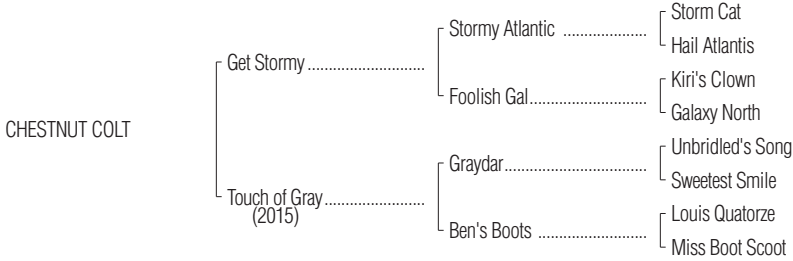 Storm Cat
Stormy Atlantic ....................
Hail Atlantis
Get Stormy ............................
Kiri's Clown
Foolish Gal............................
Galaxy North
CHESTNUT COLT
Unbridled's Song
Graydar..................................
Sweetest Smile
Touch of Gray........................
(2015)
Louis Quatorze
Ben's Boots ..........................
Miss Boot Scoot